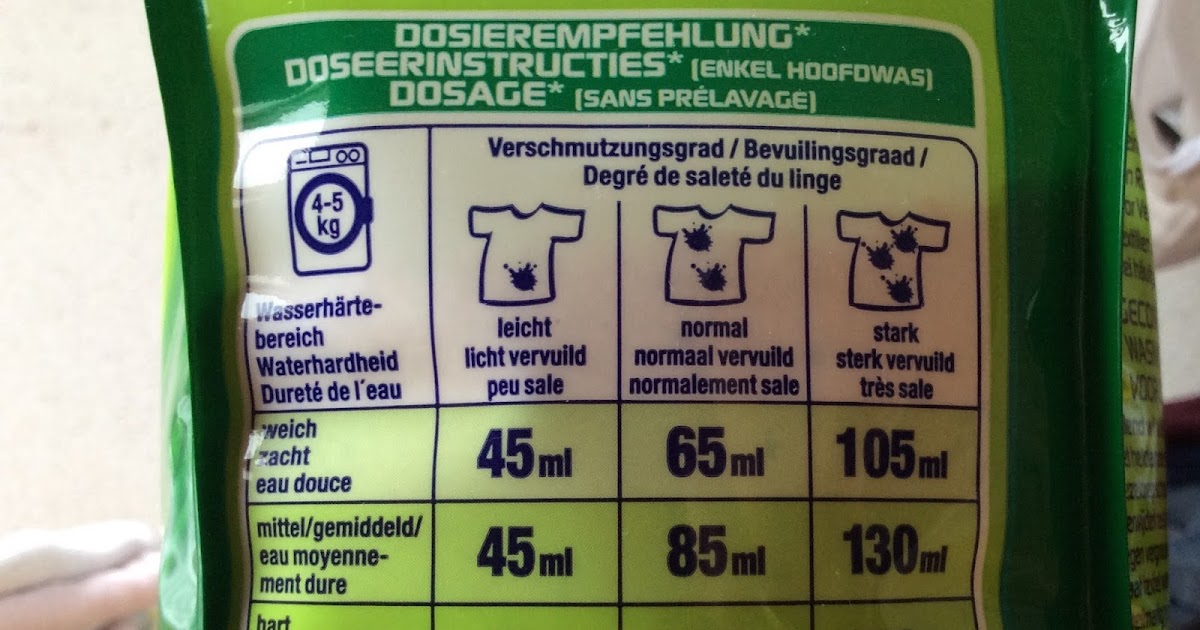 DOSIEREMPFEHLUNG*
DOSEERINSTRUCTIES* (ENKEL HOOFDWAS)
DOSAGE* (SANS PRÉLAVAGE)
4-5
kg
Wasserhärte-
bereich
Waterhardheid
Dureté de l´eau
Verschmutzungsgrad / Bevuilingsgraad /
Degré de saleté du linge
leicht
licht vervuild
peu sale
normal
normaal vervuild
normalement sale
stark
sterk vervuild
très sale
weich
zacht
eau douce
45ml
65ml
105ml
mittel/gemiddeld/
eau moyenne-
ment dure
45ml
85ml
130ml
hart